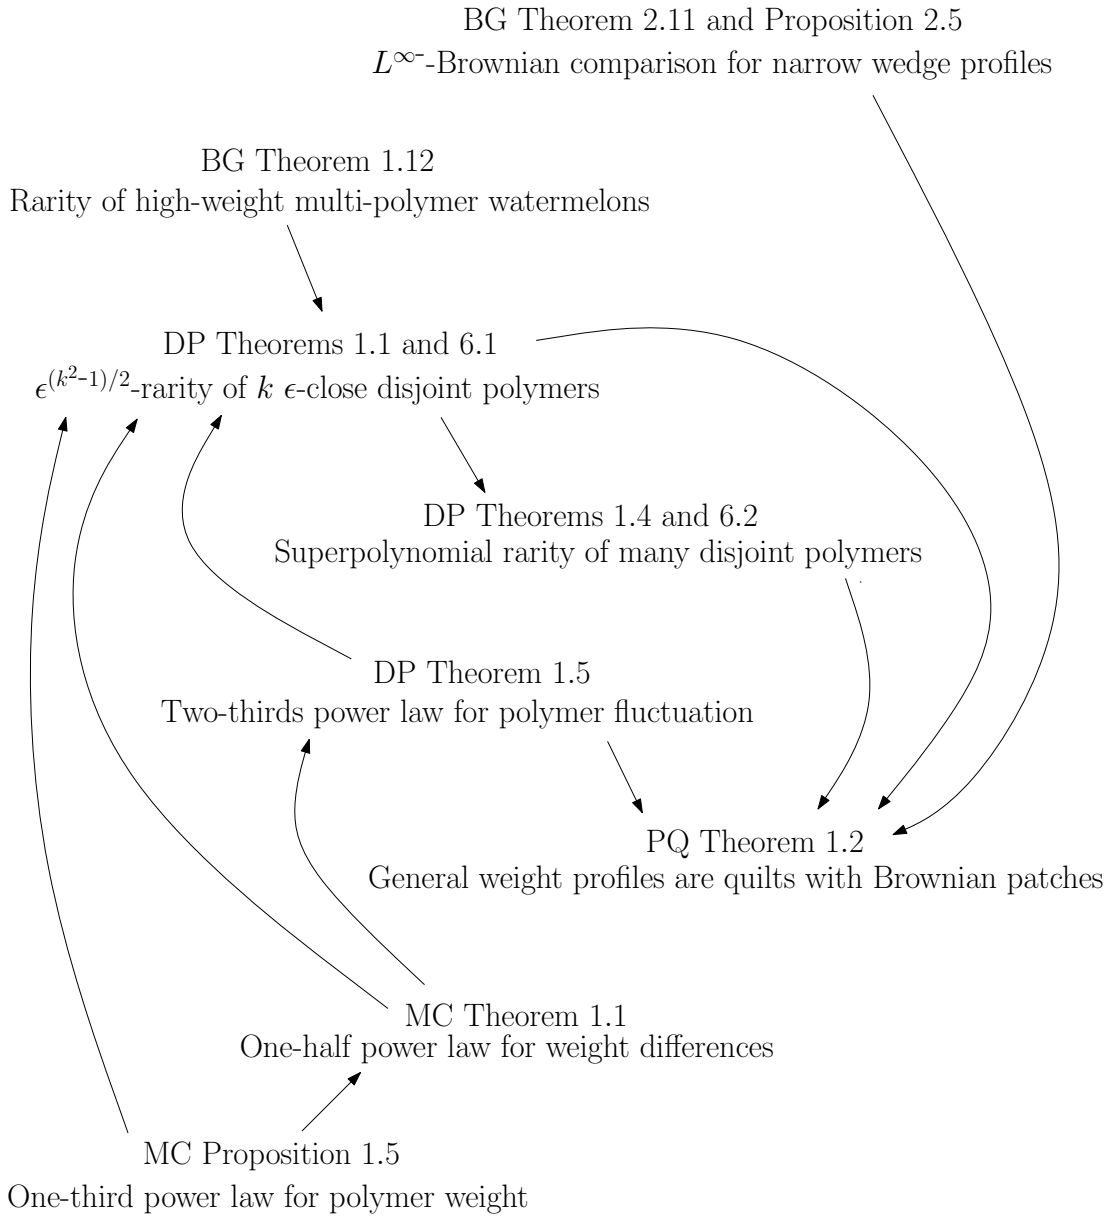 BG Theorem 2.11 and Proposition 2.5
L^{∞-}-Brownian comparison for narrow wedge profiles
BG Theorem 1.12
Rarity of high-weight multi-polymer watermelons
DP Theorems 1.1 and 6.1
ϵ^{(k^2-1)/2}-rarity of k ϵ-close disjoint polymers
DP Theorems 1.4 and 6.2
Superpolynomial rarity of many disjoint polymers
DP Theorem 1.5
Two-thirds power law for polymer fluctuation
PQ Theorem 1.2
General weight profiles are quilts with Brownian patches
MC Theorem 1.1
One-half power law for weight differences
MC Proposition 1.5
One-third power law for polymer weight